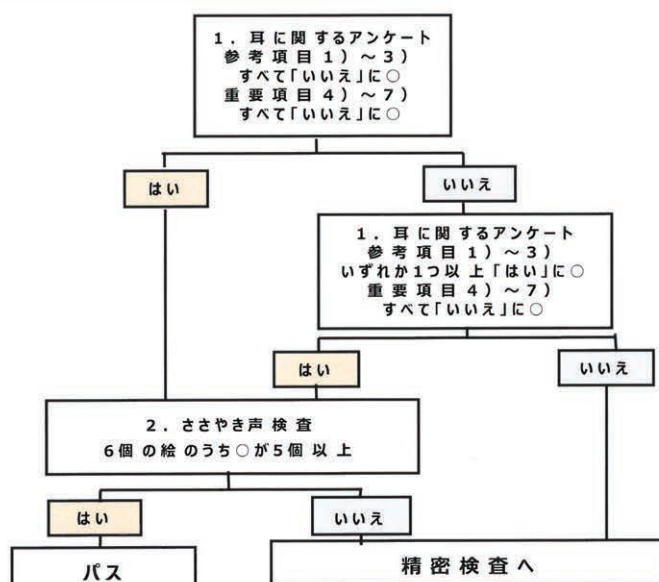 1. 耳に関するアンケート
参考項目1)～3)
すべて「いいえ」に○
重要項目4)～7)
すべて「いいえ」に○
はい
いいえ
1. 耳に関するアンケート
参考項目1)～3)
いずれか1つ以上「はい」に○
重要項目4)～7)
すべて「いいえ」に○
はい
いいえ
2. ささやき声検査
6個の絵のうち○が5個以上
はい
いいえ
パス
精密検査へ